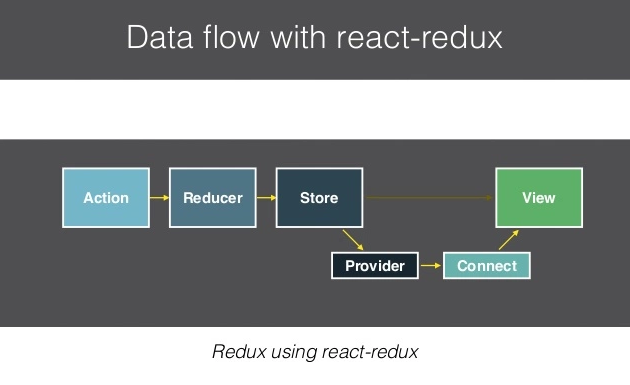 Data flow with react-redux
Action
Reducer
Store
View
Provider
Connect
Redux using react-redux